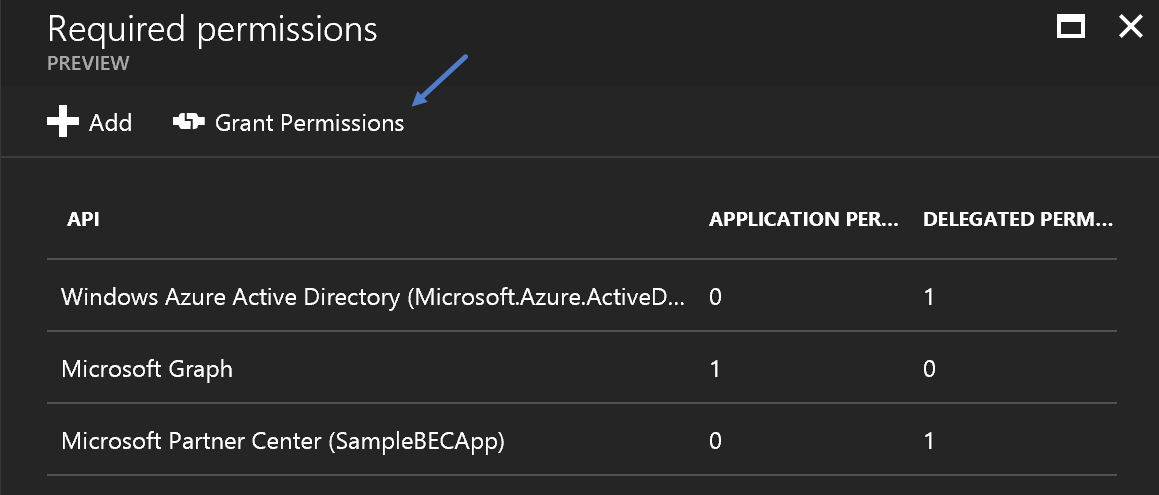 Required permissions
PREVIEW
Add Grant Permissions
API APPLICATION PER... DELEGATED PERM...
Windows Azure Active Directory (Microsoft.Azure.ActiveD... 0 1
Microsoft Graph 1 0
Microsoft Partner Center (SampleBECApp) 0 1